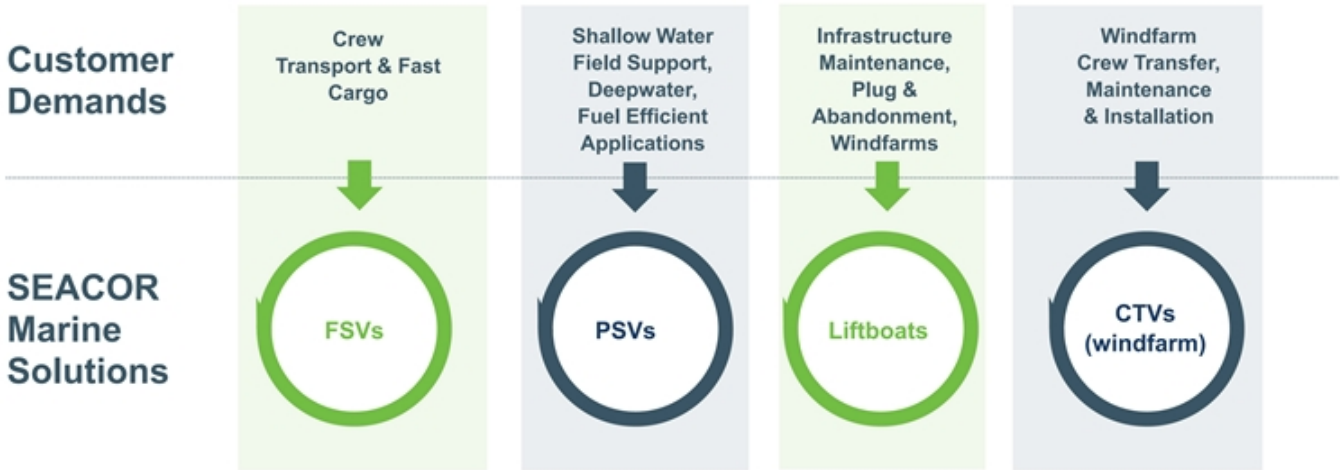 Customer
Demands
Crew
Transport & Fast
Cargo
Shallow Water
Field Support,
Deepwater,
Fuel Efficient
Applications
Infrastructure
Maintenance,
Plug &
Abandonment,
Windfarms
Windfarm
Crew Transfer,
Maintenance
& Installation
SEACOR
Marine
Solutions
FSVs
PSVs
Liftboats
CTVs
(windfarm)